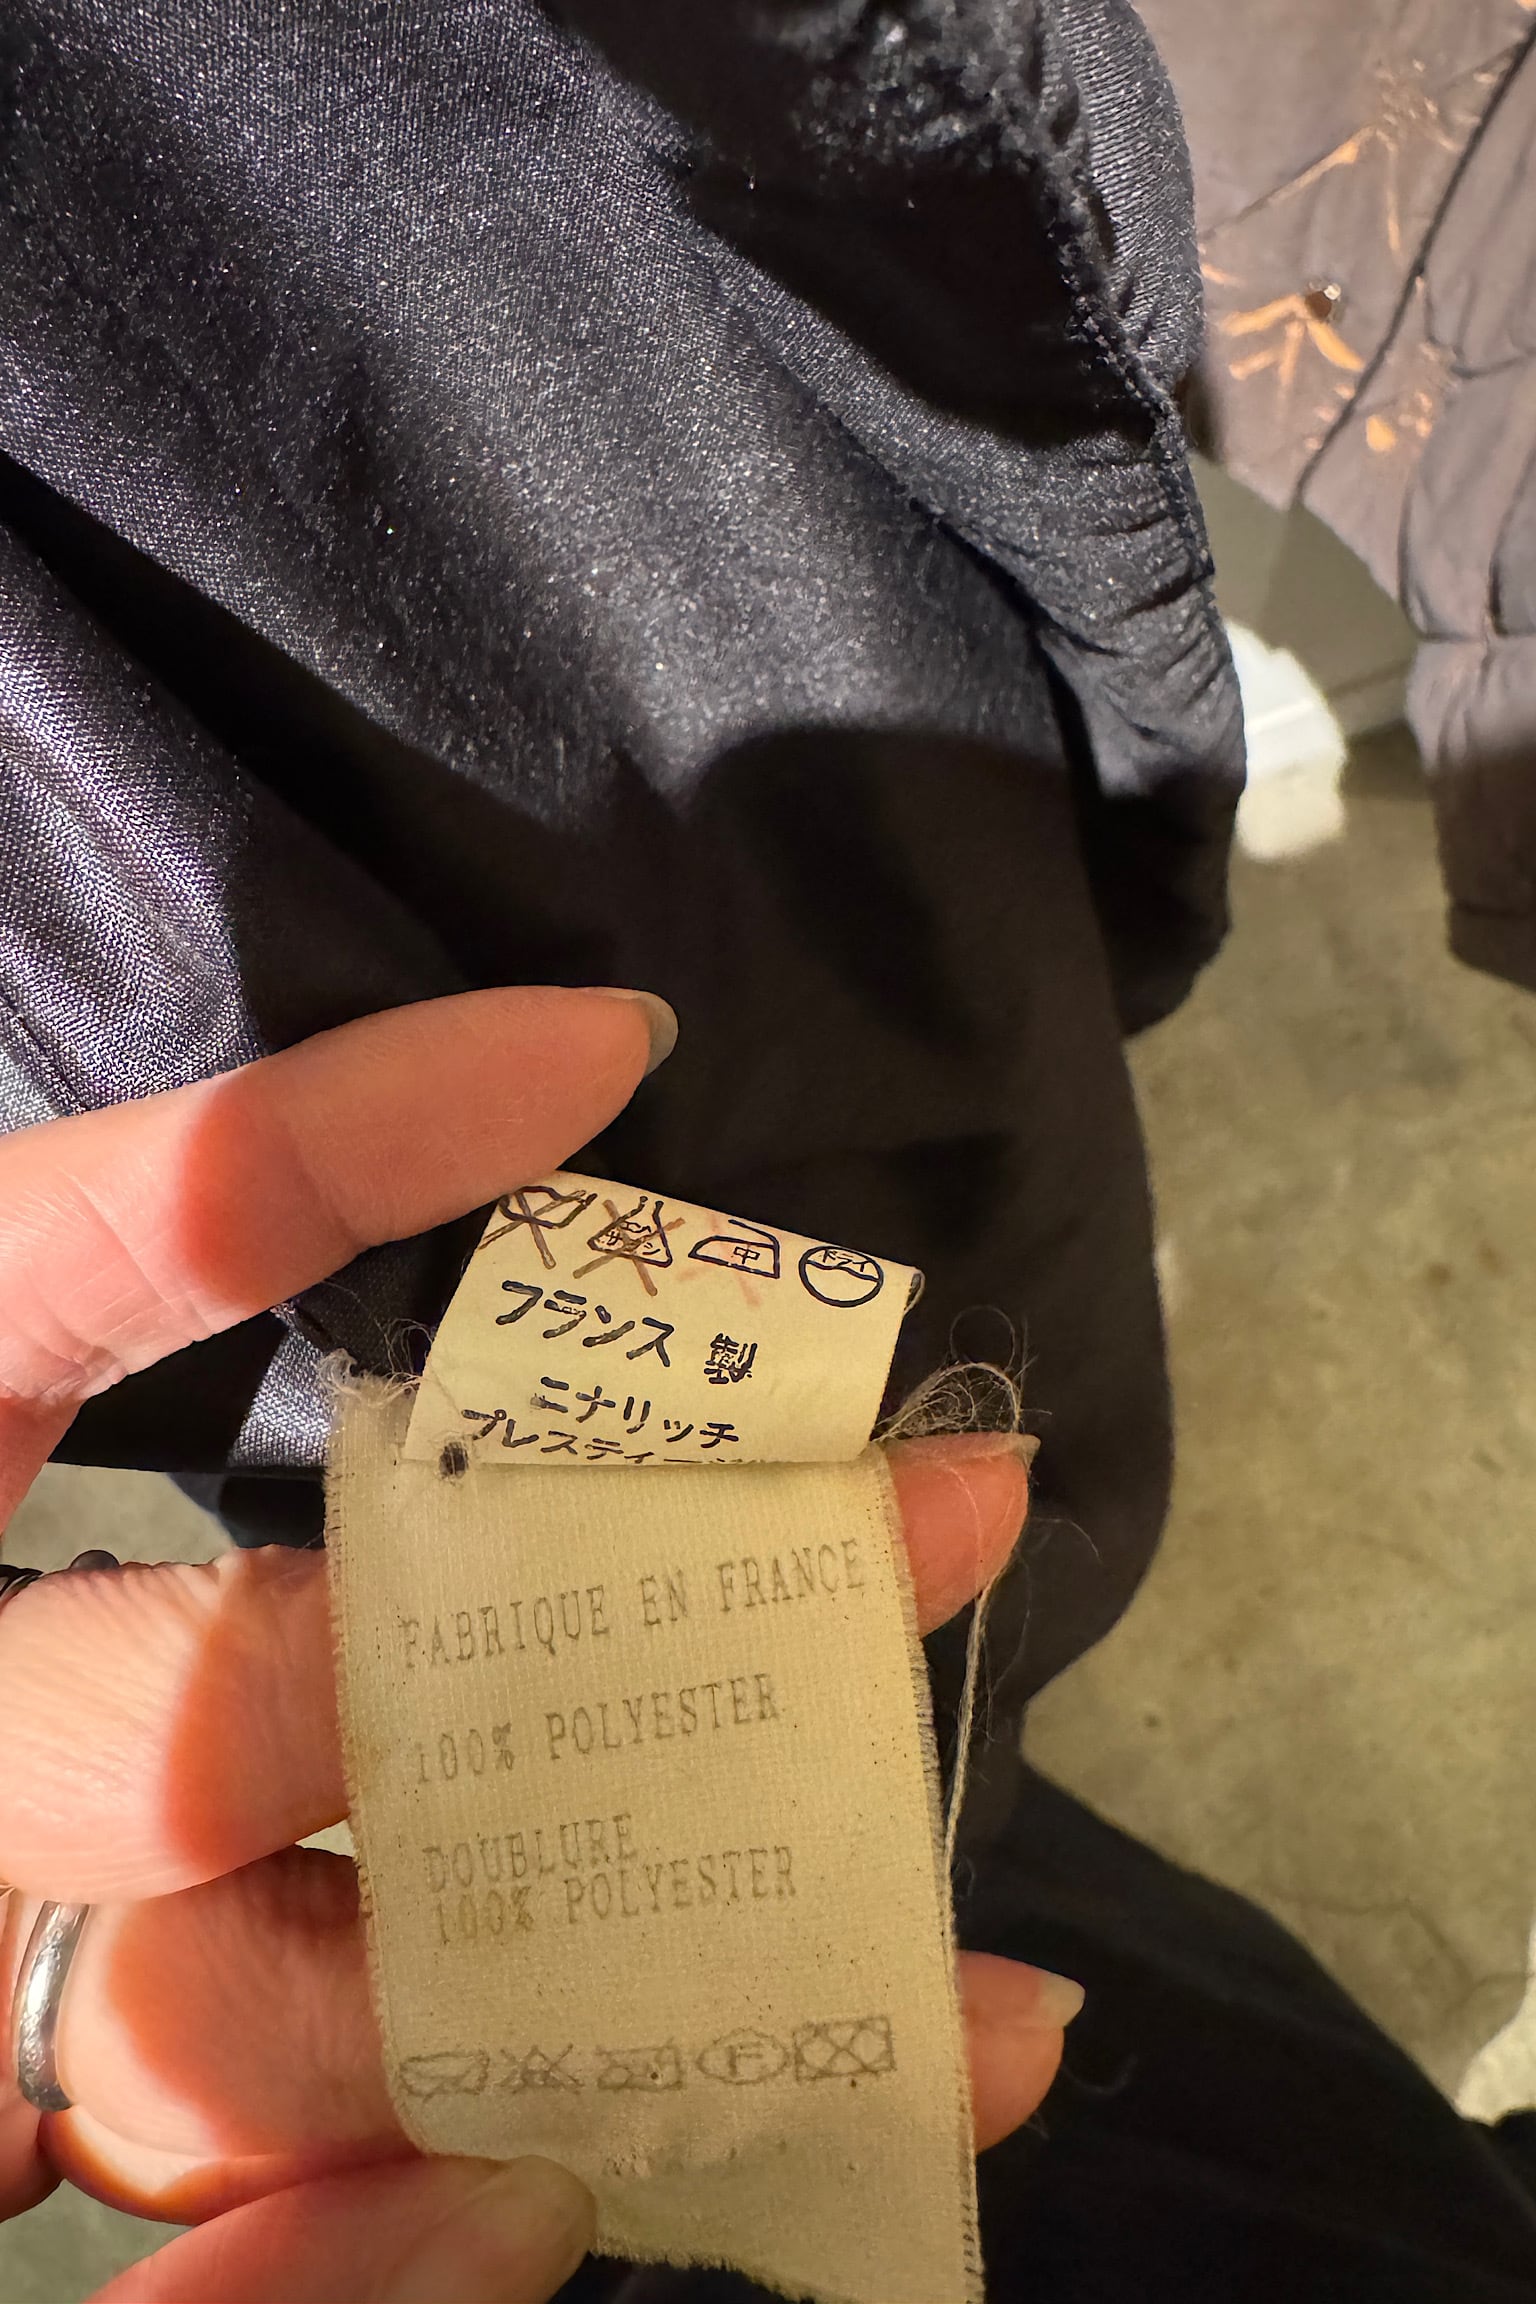 中 ドライ
フランス 製
ニナリッチ
FABRIQUE EN FRANCE
100% POLYESTER
DOUBLURE
100% POLYESTER
F